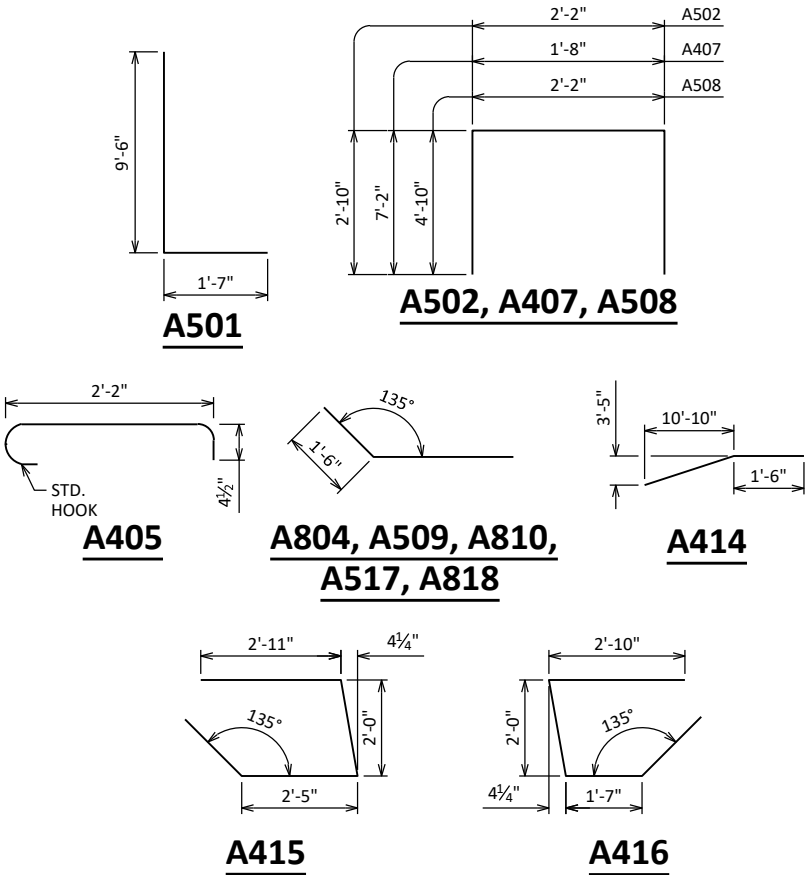 2'-2" A502
1'-8" A407
2'-2" A508
9'-6"
1'-7"
A501
2'-10"
7'-2"
4'-10"
A502, A407, A508
2'-2"
4½"
STD.
HOOK
A405
135°
1'-6"
A804, A509, A810,
A517, A818
3'-5"
10'-10"
1'-6"
A414
2'-11"
4¼"
135°
2'-0"
2'-5"
A415
2'-10"
2'-0"
135°
4¼"
1'-7"
A416